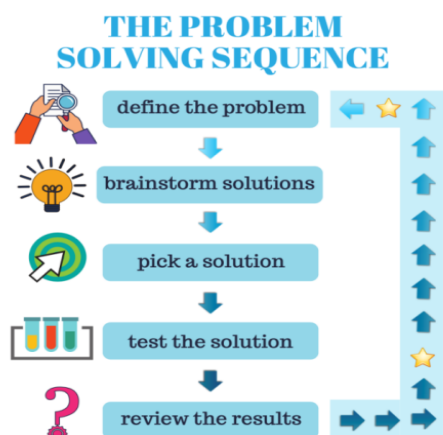 THE PROBLEM
SOLVING SEQUENCE
define the problem
brainstorm solutions
pick a solution
test the solution
review the results